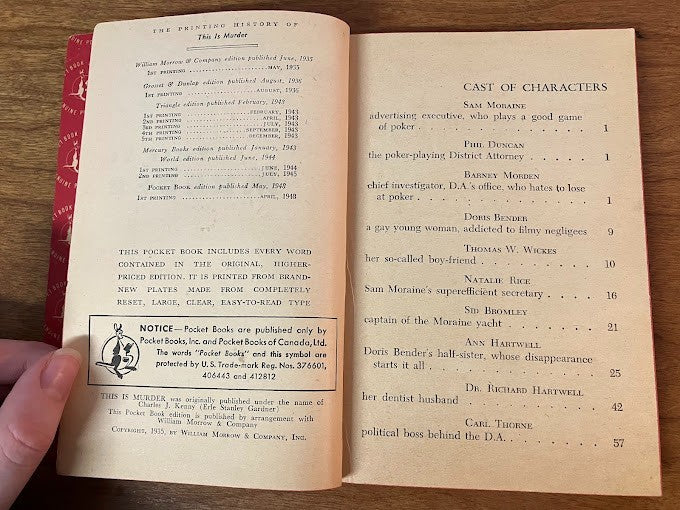 THE PRINTING HISTORY OF
This Is Murder
William Morrow & Company edition published June, 1935
1ST PRINTING ..................... MAY, 1935
Grosset & Dunlap edition published August, 1936
1ST PRINTING ..................... AUGUST, 1936
Triangle edition published February, 1943
1ST PRINTING ..................... FEBRUARY, 1943
2ND PRINTING ..................... APRIL, 1943
3RD PRINTING ..................... JULY, 1943
4TH PRINTING ..................... SEPTEMBER, 1943
5TH PRINTING ..................... DECEMBER, 1943
Mercury Books edition published January, 1943
World edition published June, 1944
1ST PRINTING ..................... JUNE, 1944
2ND PRINTING ..................... JULY, 1945
POCKET BOOK edition published May, 1948
1ST PRINTING ..................... APRIL, 1948
THIS POCKET BOOK INCLUDES EVERY WORD
CONTAINED IN THE ORIGINAL, HIGHER-
PRICED EDITION. IT IS PRINTED FROM BRAND-
NEW PLATES MADE FROM COMPLETELY
RESET, LARGE, CLEAR, EASY-TO-READ TYPE
NOTICE—Pocket Books are published only by
Pocket Books, Inc. and Pocket Books of Canada, Ltd.
The words "Pocket Books" and this symbol are
protected by U.S. Trade-mark Reg. Nos. 376601,
406443 and 412812
THIS IS MURDER was originally published under the name of
Charles J. Kenny (Erle Stanley Gardner)
This Pocket Book edition is published by arrangement with
William Morrow & Company
COPYRIGHT, 1935, BY WILLIAM MORROW & COMPANY, INC.
CAST OF CHARACTERS
SAM MORAINE
advertising executive, who plays a good game
of poker . . . . . . . . . . . . 1
PHIL DUNCAN
the poker-playing District Attorney . . . . . 1
BARNEY MORDEN
chief investigator, D.A.'s office, who hates to lose
at poker . . . . . . . . . . . . 1
DORIS BENDER
a gay young woman, addicted to filmy negligees 9
THOMAS W. WICKES
her so-called boy-friend . . . . . . . . 10
NATALIE RICE
Sam Moraine's superefficient secretary . . . . 16
SID BROMLEY
captain of the Moraine yacht . . . . . . . 21
ANN HARTWELL
Doris Bender's half-sister, whose disappearance
starts it all . . . . . . . . . . . 25
DR. RICHARD HARTWELL
her dentist husband . . . . . . . . . 42
CARL THORNE
political boss behind the D.A. . . . . . . . 57